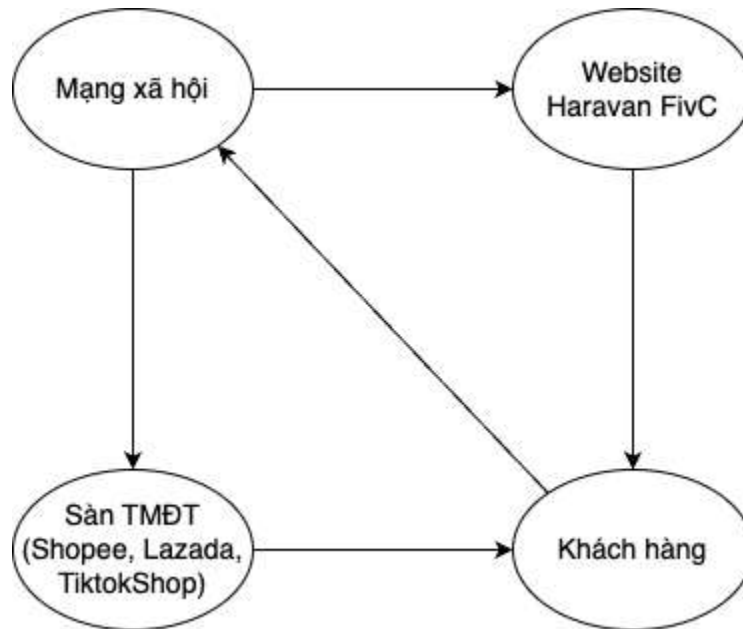 Mạng xã hội
Website
Haravan FivC
Sàn TMĐT
(Shopee, Lazada,
TiktokShop)
Khách hàng